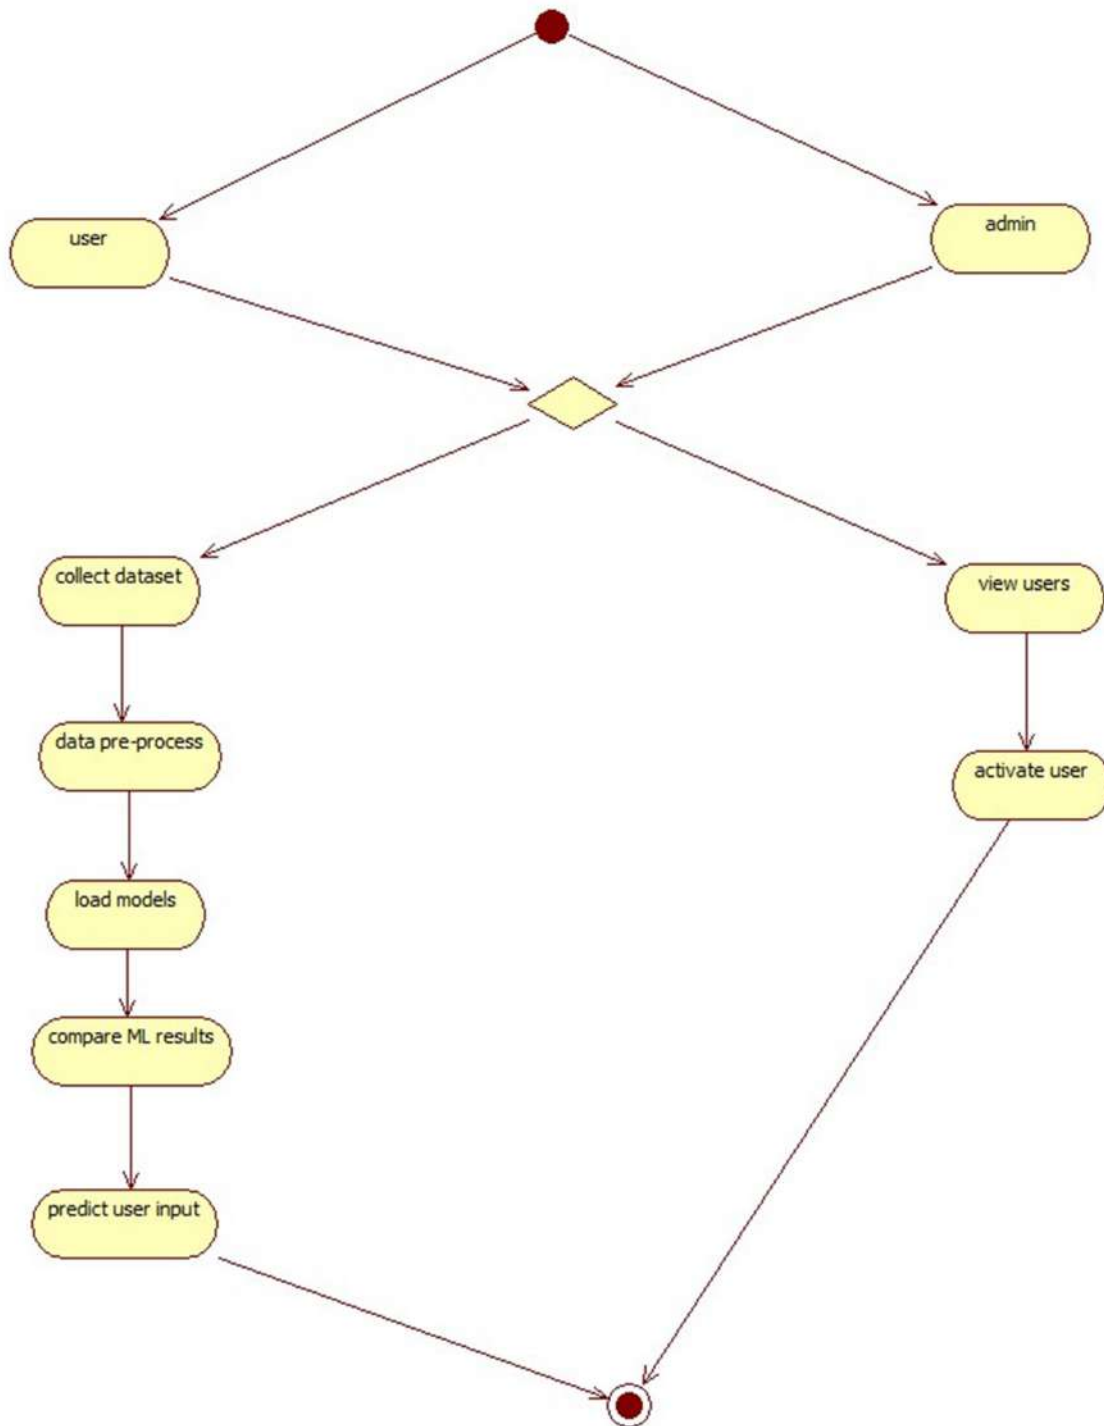 user
admin
collect dataset
view users
data pre-process
activate user
load models
compare ML results
predict user input